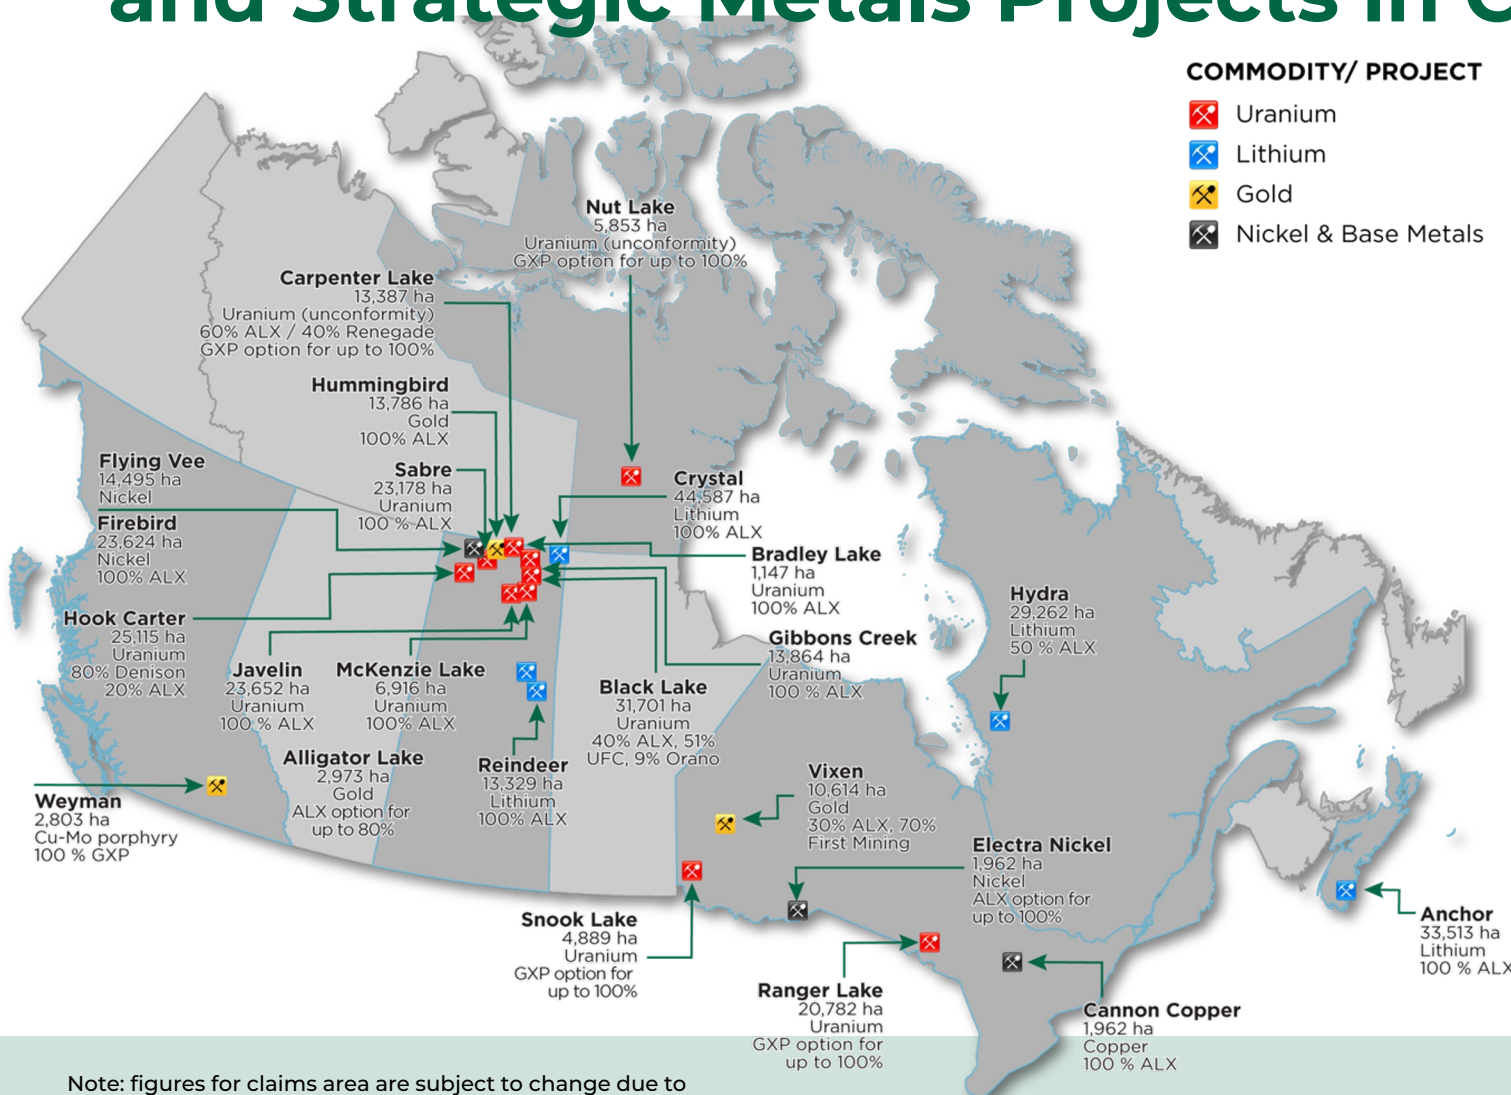 and Strategic Metals Projects in C
COMMODITY/ PROJECT
Uranium
Lithium
Gold
Nickel & Base Metals
Nut Lake
5,853 ha
Uranium (unconformity)
GXP option for up to 100%
Carpenter Lake
13,387 ha
Uranium (unconformity)
60% ALX / 40% Renegade
GXP option for up to 100%
Hummingbird
13,786 ha
Gold
100% ALX
Flying Vee
14,495 ha
Nickel
Firebird
23,624 ha
Nickel
100% ALX
Sabre
23,178 ha
Uranium
100 % ALX
Crystal
44,587 ha
Lithium
100% ALX
Bradley Lake
1,147 ha
Uranium
100% ALX
Hook Carter
25,115 ha
Uranium
80% Denison
20% ALX
Javelin
23,652 ha
Uranium
100 % ALX
McKenzie Lake
6,916 ha
Uranium
100% ALX
Black Lake
31,701 ha
Uranium
40% ALX, 51%
UFC, 9% Orano
Gibbons Creek
13,864 ha
Uranium
100 % ALX
Hydra
29,262 ha
Lithium
50 % ALX
Weyman
2,803 ha
Cu-Mo porphyry
100 % GXP
Alligator Lake
2,973 ha
Gold
ALX option for
up to 80%
Reindeer
13,329 ha
Lithium
100% ALX
Vixen
10,614 ha
Gold
30% ALX, 70%
First Mining
Electra Nickel
1,962 ha
Nickel
ALX option for
up to 100%
Snook Lake
4,889 ha
Uranium
GXP option for
up to 100%
Ranger Lake
20,782 ha
Uranium
GXP option for
up to 100%
Cannon Copper
1,962 ha
Copper
100 % ALX
Anchor
33,513 ha
Lithium
100 % ALX
Note: figures for claims area are subject to change due to